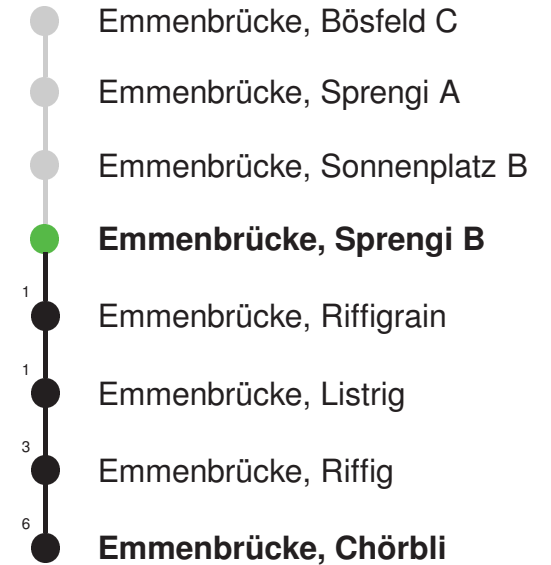 Emmenbrücke, Bösfeld C
Emmenbrücke, Sprengi A
Emmenbrücke, Sonnenplatz B
Emmenbrücke, Sprengi B
1
Emmenbrücke, Riffigrain
1
Emmenbrücke, Listrig
3
Emmenbrücke, Riffig
6
Emmenbrücke, Chörbli